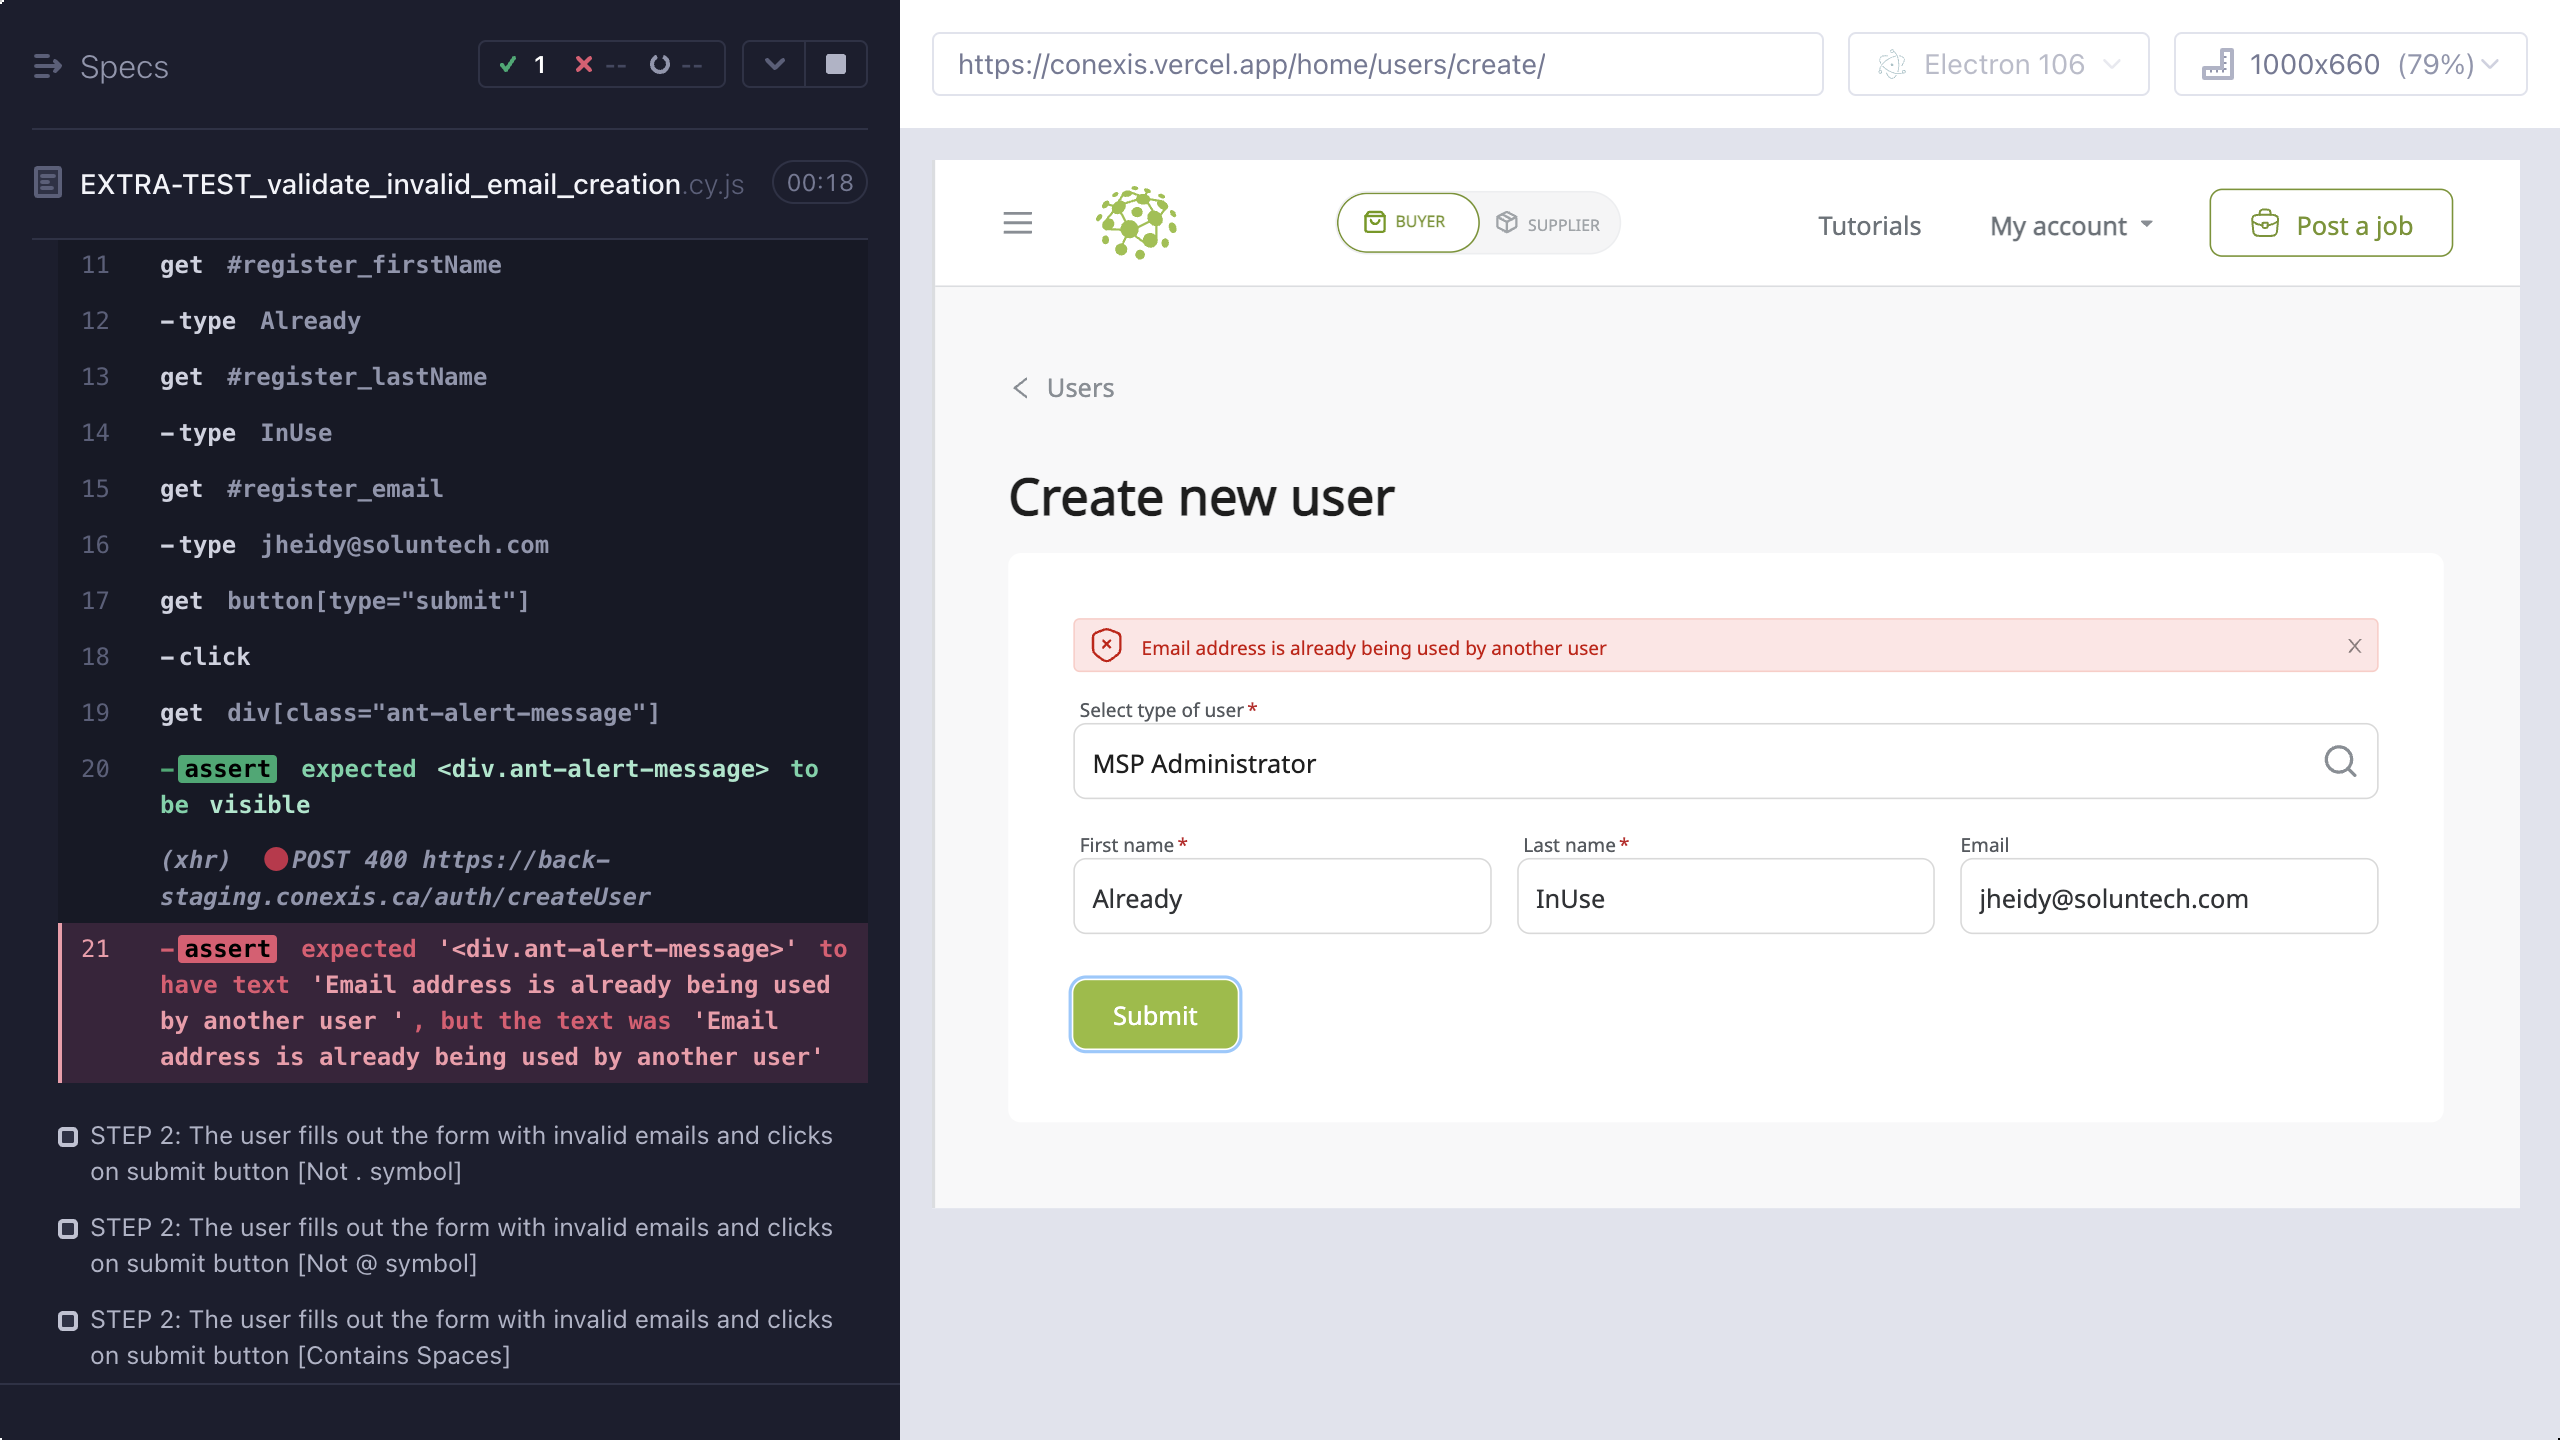 Specs
1 -- --
EXTRA-TEST_validate_invalid_email_creation.cy.js 00:18
11 get #register_firstName
12 -type Already
13 get #register_lastName
14 -type InUse
15 get #register_email
16 -type jheidy@soluntech.com
17 get button[type="submit"]
18 -click
19 get div[class="ant-alert-message"]
20 -assert expected <div.ant-alert-message> to
be visible
(xhr) POST 400 https://back-
staging.conexis.ca/auth/createUser
21 -assert expected '<div.ant-alert-message>' to
have text 'Email address is already being used
by another user ', but the text was 'Email
address is already being used by another user'
STEP 2: The user fills out the form with invalid emails and clicks
on submit button [Not . symbol]
STEP 2: The user fills out the form with invalid emails and clicks
on submit button [Not @ symbol]
STEP 2: The user fills out the form with invalid emails and clicks
on submit button [Contains Spaces]
https://conexis.vercel.app/home/users/create/
Electron 106
1000x660 (79%)
BUYER
SUPPLIER
Tutorials
My account
Post a job
Users
Create new user
Email address is already being used by another user
Select type of user*
MSP Administrator
First name* Last name* Email
Already InUse jheidy@soluntech.com
Submit